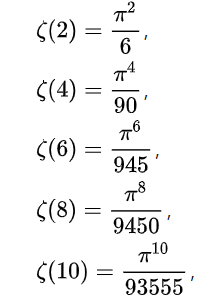 ζ(2) = π²/6,
ζ(4) = π⁴/90,
ζ(6) = π⁶/945,
ζ(8) = π⁸/9450,
ζ(10) = π¹⁰/93555,